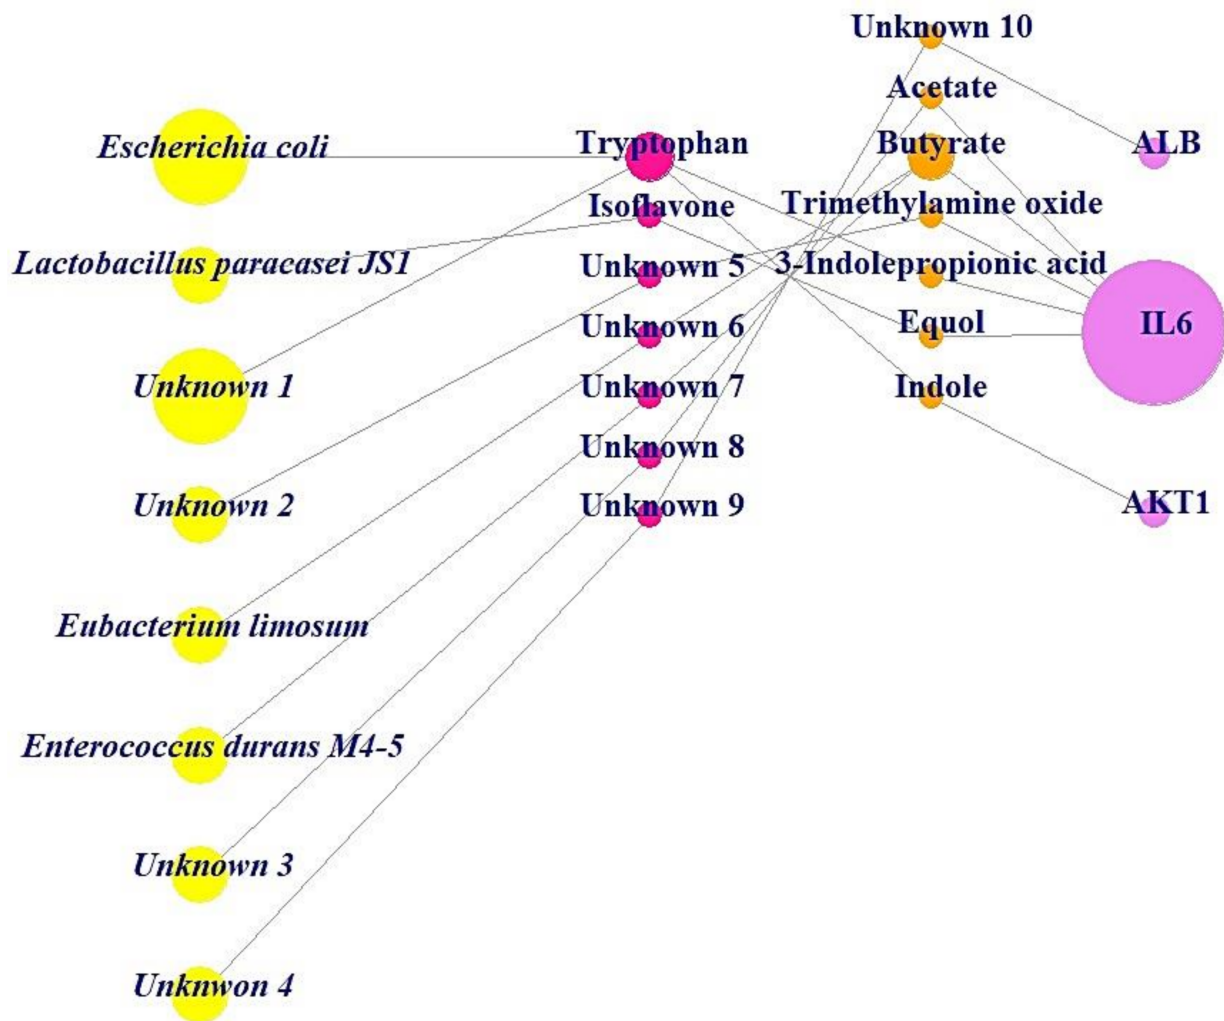 Escherichia coli
Lactobacillus paracasei JS1
Unknown 1
Unknown 2
Eubacterium limosum
Enterococcus durans M4-5
Unknown 3
Unknwon 4
Tryptophan
Isoflavone
Unknown 5
Unknown 6
Unknown 7
Unknown 8
Unknown 9
Unknown 10
Acetate
Butyrate
Trimethylamine oxide
3-Indolepropionic acid
Equol
Indole
ALB
IL6
AKT1